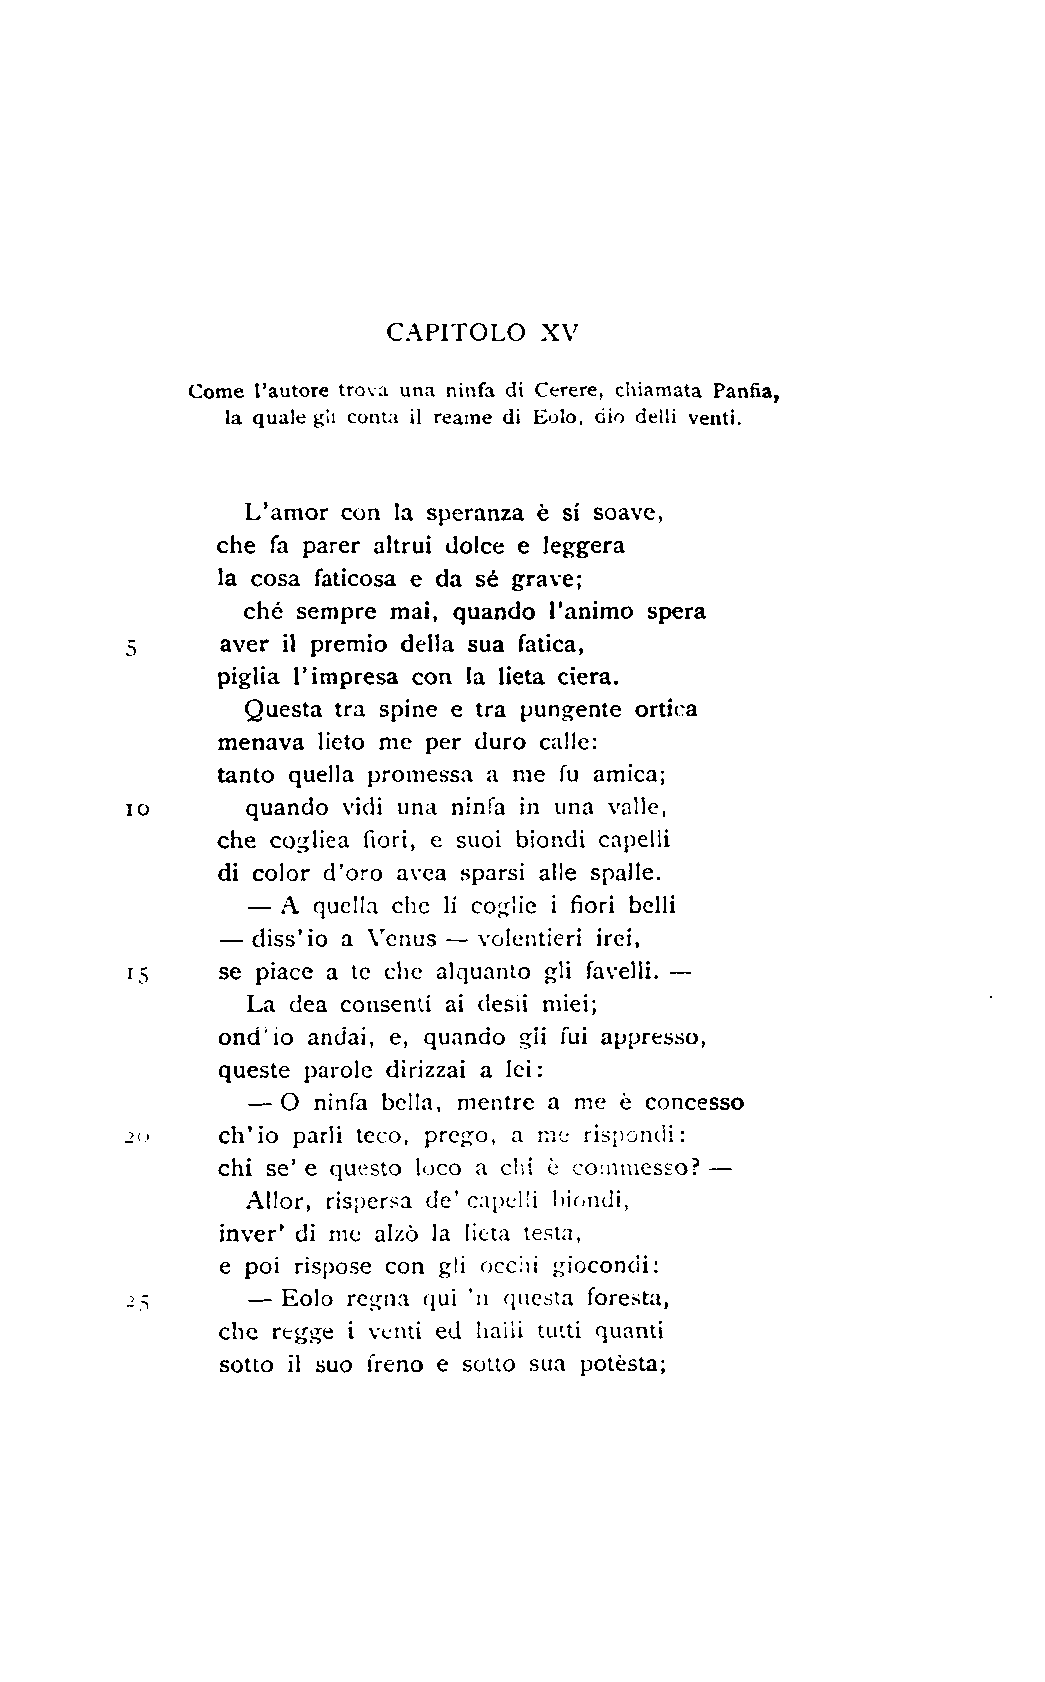 CAPITOLO XV
Come l'autore trova una ninfa di Cerere, chiamata Panfia,
la quale gli conta il reame di Eolo, dio delli venti.
L'amor con la speranza è sí soave,
che fa parer altrui dolce e leggera
la cosa faticosa e da sé grave;
ché sempre mai, quando l'animo spera
5 aver il premio della sua fatica,
piglia l'impresa con la lieta ciera.
Questa tra spine e tra pungente ortica
menava lieto me per duro calle:
tanto quella promessa a me fu amica;
10 quando vidi una ninfa in una valle,
che cogliea fiori, e suoi biondi capelli
di color d'oro avea sparsi alle spalle.
— A quella che lí coglie i fiori belli
— diss'io a Venus — volentieri irei,
15 se piace a te che alquanto gli favelli. —
La dea consentí ai desii miei;
ond'io andai, e, quando gli fui appresso,
queste parole dirizzai a lei:
— O ninfa bella, mentre a me è concesso
20 ch'io parli teco, prego, a me rispondi:
chi se' e questo loco a chi è commesso? —
Allor, rispersa de' capelli biondi,
inver' di me alzò la lieta testa,
e poi rispose con gli occhi giocondi:
25 — Eolo regna qui 'n questa foresta,
che regge i venti ed halli tutti quanti
sotto il suo freno e sotto sua potèsta;